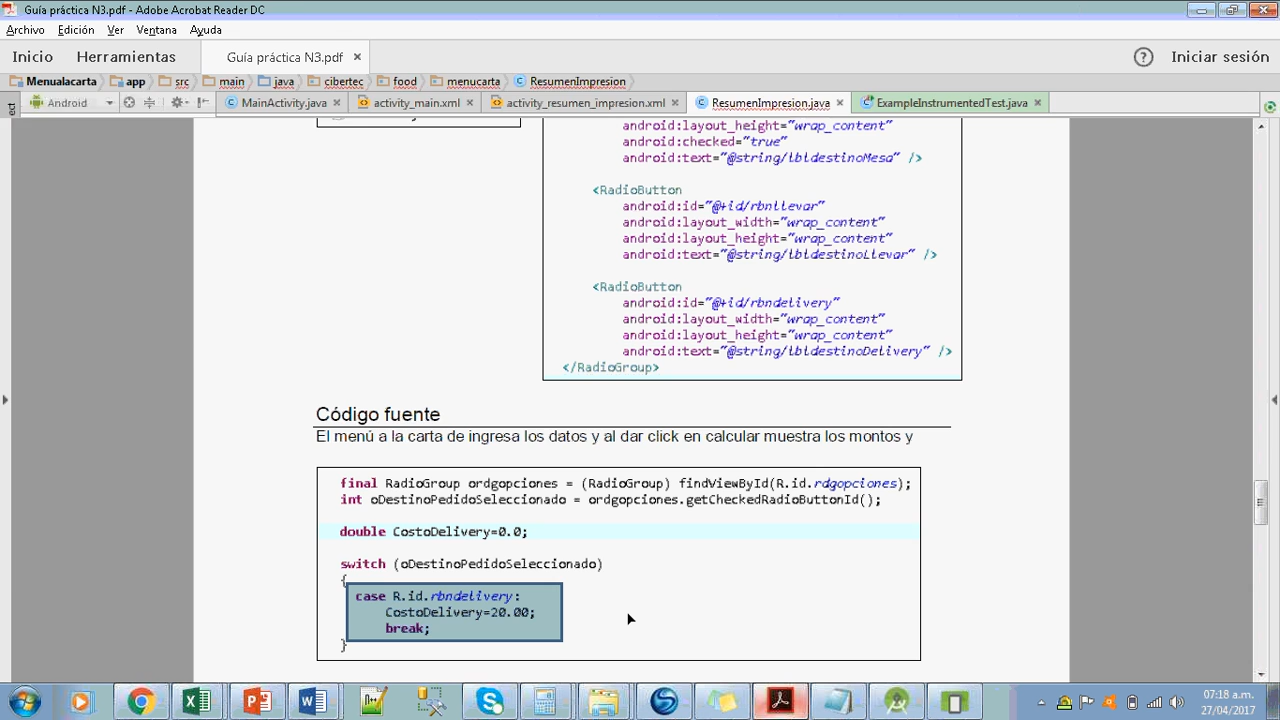 Guía práctica N3.pdf - Adobe Acrobat Reader DC
Archivo Edición Ver Ventana Ayuda
Inicio Herramientas Guía práctica N3.pdf × ? Iniciar sesión
Menualacarta app src main java cibertec food menucarta ResumenImpresion
Android MainActivity.java × activity_main.xml × activity_resumen_impresion.xml × ResumenImpresion.java × ExampleInstrumentedTest.java ×
android:layout_height="wrap_content"
android:checked="true"
android:text="@string/lbldestinoMesa" />
<RadioButton
android:id="@+id/rbnllevar"
android:layout_width="wrap_content"
android:layout_height="wrap_content"
android:text="@string/lbldestinoLlevar" />
<RadioButton
android:id="@+id/rbndelivery"
android:layout_width="wrap_content"
android:layout_height="wrap_content"
android:text="@string/lbldestinoDelivery" />
</RadioGroup>
Código fuente
El menú a la carta de ingresa los datos y al dar click en calcular muestra los montos y
final RadioGroup ordgopciones = (RadioGroup) findViewById(R.id.rdgopciones);
int oDestinoPedidoSeleccionado = ordgopciones.getCheckedRadioButtonId();
double CostoDelivery=0.0;
switch (oDestinoPedidoSeleccionado)
{
case R.id.rbndelivery:
CostoDelivery=20.00;
break;
}
07:18 a.m.
27/04/2017